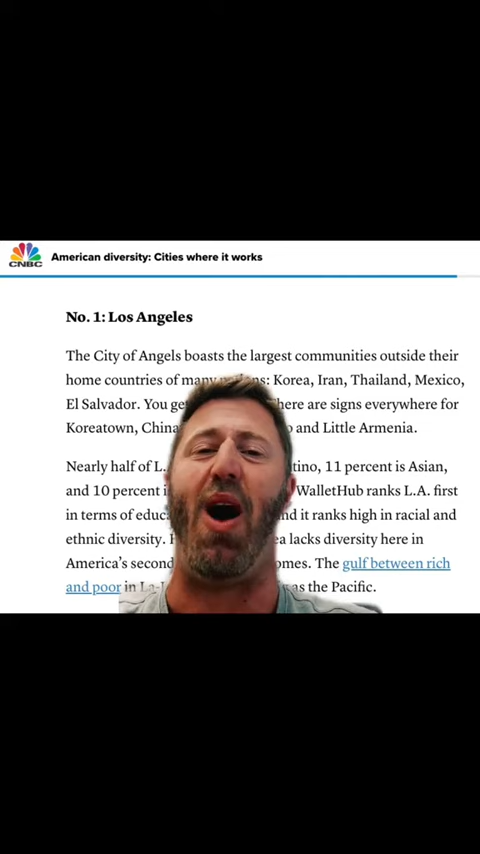 CNBC
American diversity: Cities where it works
No. 1: Los Angeles
The City of Angels boasts the largest communities outside their
home countries of many nations: Korea, Iran, Thailand, Mexico,
El Salvador. You get here are signs everywhere for
Koreatown, China and Little Armenia.
Nearly half of L. tino, 11 percent is Asian,
and 10 percent WalletHub ranks L.A. first
in terms of educ nd it ranks high in racial and
ethnic diversity. ea lacks diversity here in
America's second omes. The gulf between rich
and poor in La- as the Pacific.